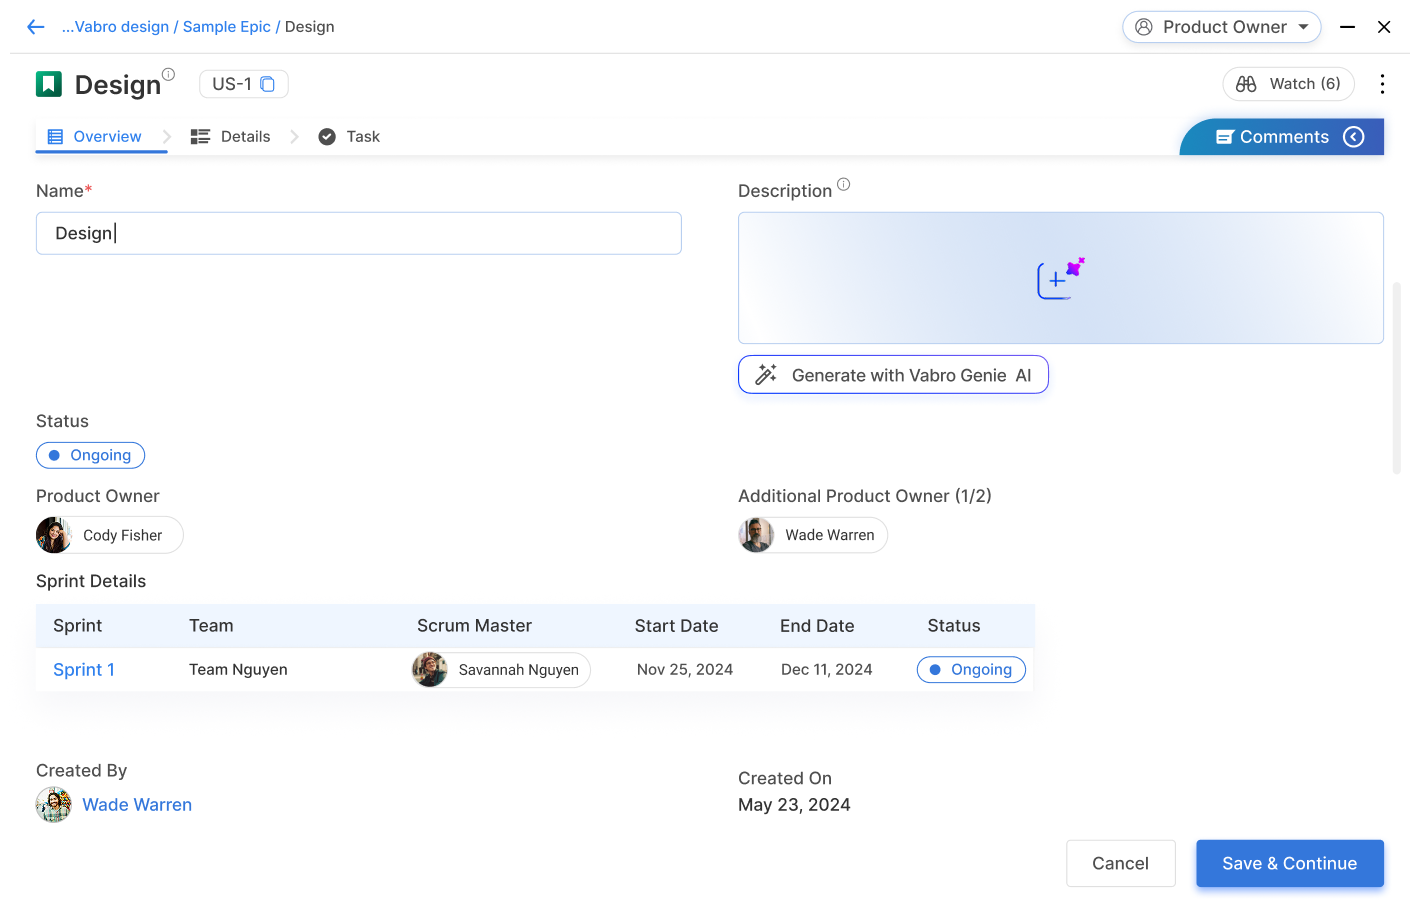 ...Vabro design / Sample Epic / Design
Product Owner
Design
US-1
Watch (6)
Overview
Details
Task
Comments
Name*
Description
Design
Generate with Vabro Genie AI
Status
Ongoing
Product Owner
Additional Product Owner (1/2)
Cody Fisher
Wade Warren
Sprint Details
Sprint Team Scrum Master Start Date End Date Status
Sprint 1 Team Nguyen Savannah Nguyen Nov 25, 2024 Dec 11, 2024 Ongoing
Created By
Created On
Wade Warren
May 23, 2024
Cancel
Save & Continue